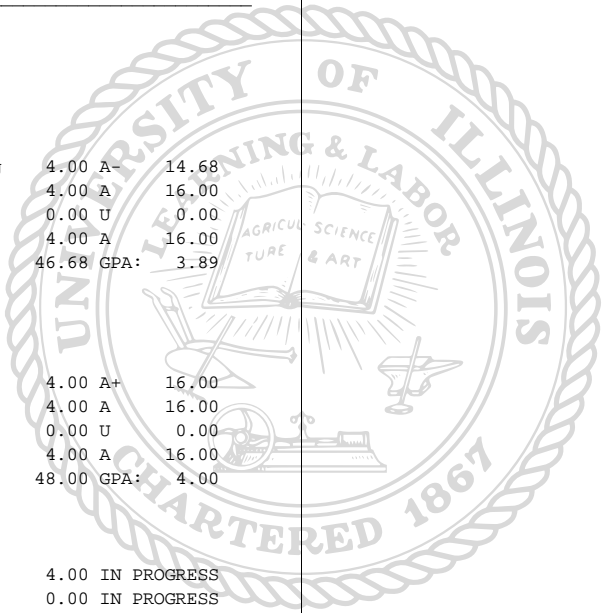 4.00 A- 14.68
4.00 A 16.00
0.00 U 0.00
4.00 A 16.00
46.68 GPA: 3.89
4.00 A+ 16.00
4.00 A 16.00
0.00 U 0.00
4.00 A 16.00
48.00 GPA: 4.00
4.00 IN PROGRESS
0.00 IN PROGRESS
UNIVERSITY OF ILLINOIS
LEARNING & LABOR
AGRICUL SCIENCE
TURE & ART
CHARTERED 1867